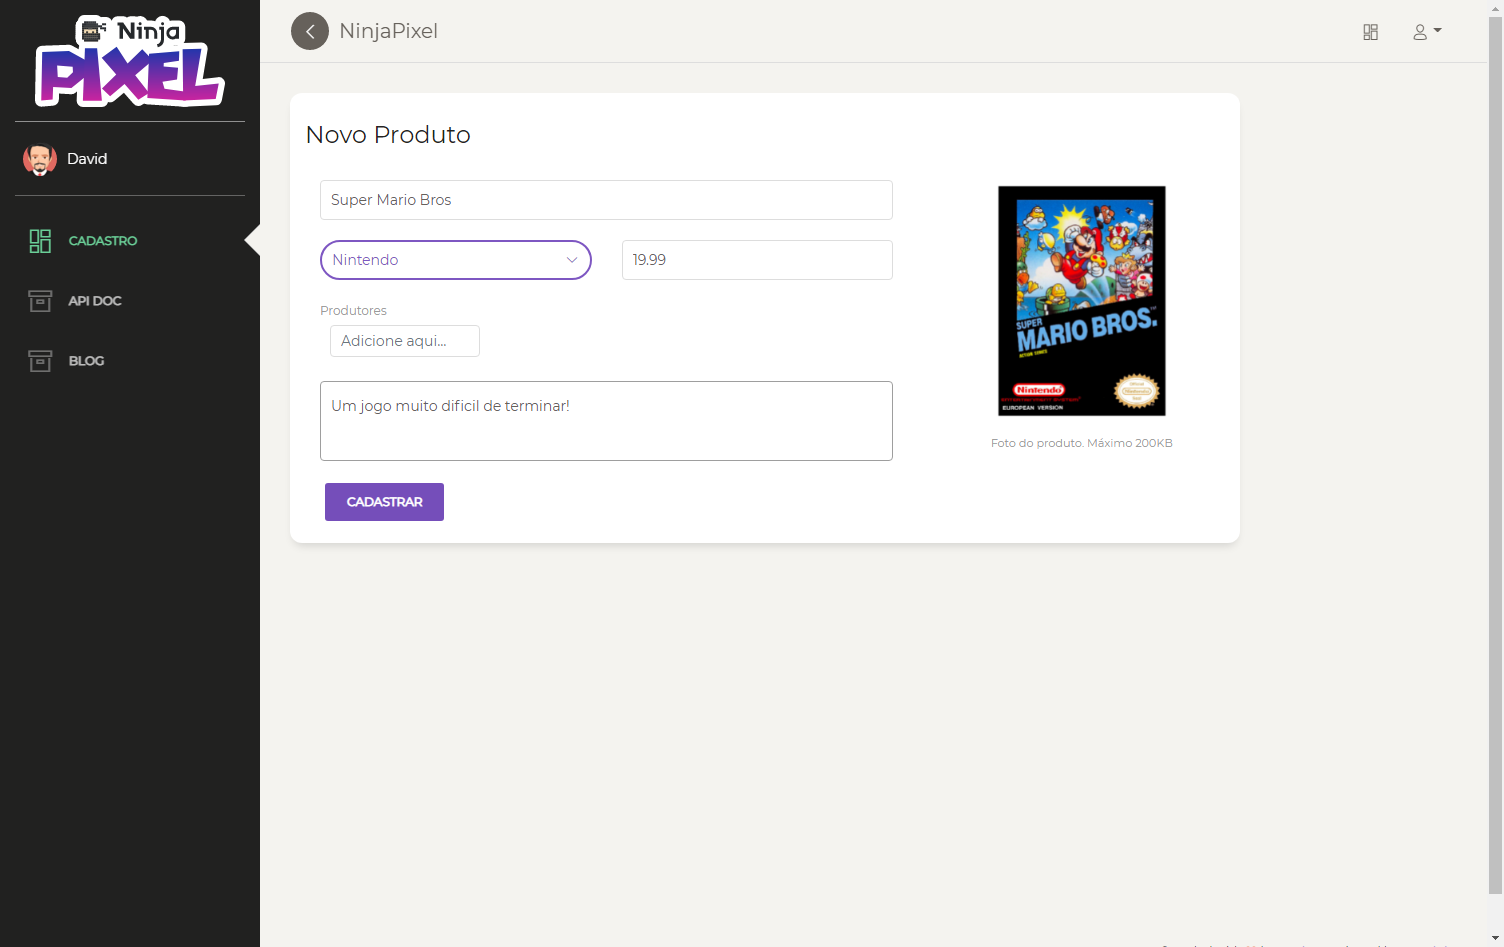 Ninja
PIXEL
NinjaPixel
David
CADASTRO
API DOC
BLOG
Novo Produto
Super Mario Bros
Nintendo
19.99
Produtores
Adicione aqui...
Um jogo muito dificil de terminar!
CADASTRAR
SUPER
MARIO BROS.™
Nintendo
EUROPEAN VERSION
Foto do produto. Máximo 200KB